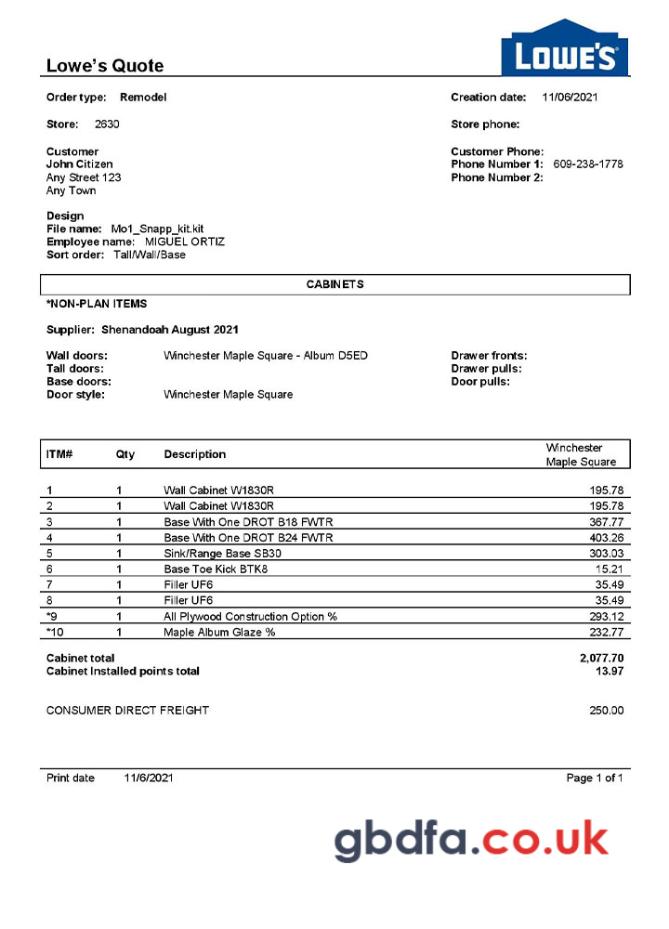 LOWE'S
Lowe's Quote
Order type: Remodel Creation date: 11/06/2021
Store: 2630 Store phone:
Customer Customer Phone:
John Citizen Phone Number 1: 609-238-1778
Any Street 123 Phone Number 2:
Any Town
Design
File name: Mo1_Snapp_kit.kit
Employee name: MIGUEL ORTIZ
Sort order: Tall/Wall/Base
CABINETS
*NON-PLAN ITEMS
Supplier: Shenandoah August 2021
Wall doors: Winchester Maple Square - Album D5ED Drawer fronts:
Tall doors: Drawer pulls:
Base doors: Door pulls:
Door style: Winchester Maple Square
ITM# Qty Description Winchester Maple Square
1 1 Wall Cabinet W1830R 195.78
2 1 Wall Cabinet W1830R 195.78
3 1 Base With One DROT B18 FWTR 367.77
4 1 Base With One DROT B24 FWTR 403.26
5 1 Sink/Range Base SB30 303.03
6 1 Base Toe Kick BTK8 15.21
7 1 Filler UF6 35.49
8 1 Filler UF6 35.49
*9 1 All Plywood Construction Option % 293.12
*10 1 Maple Album Glaze % 232.77
Cabinet total 2,077.70
Cabinet Installed points total 13.97
CONSUMER DIRECT FREIGHT 250.00
Print date 11/6/2021 Page 1 of 1
gbdfa.co.uk